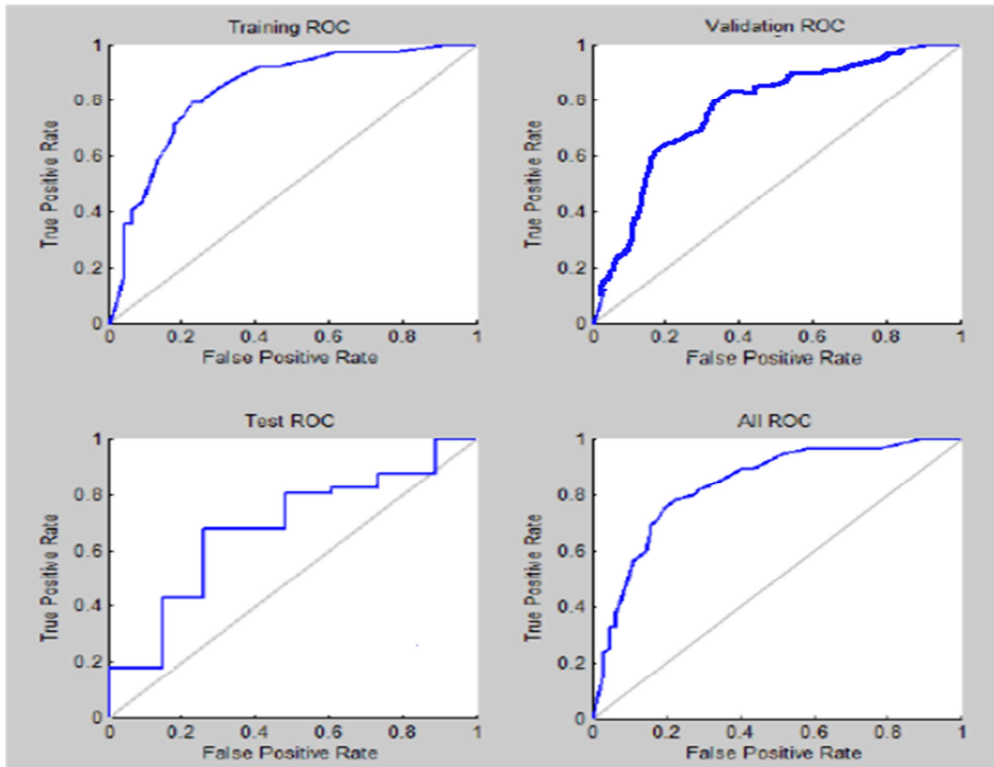 Training ROC
1
0.8
0.6
0.4
0.2
0
True Positive Rate
0 0.2 0.4 0.6 0.8 1
False Positive Rate
Validation ROC
1
0.8
0.6
0.4
0.2
0
True Positive Rate
0 0.2 0.4 0.6 0.8 1
False Positive Rate
Test ROC
1
0.8
0.6
0.4
0.2
0
True Positive Rate
0 0.2 0.4 0.6 0.8 1
False Positive Rate
All ROC
1
0.8
0.6
0.4
0.2
0
True Positive Rate
0 0.2 0.4 0.6 0.8 1
False Positive Rate